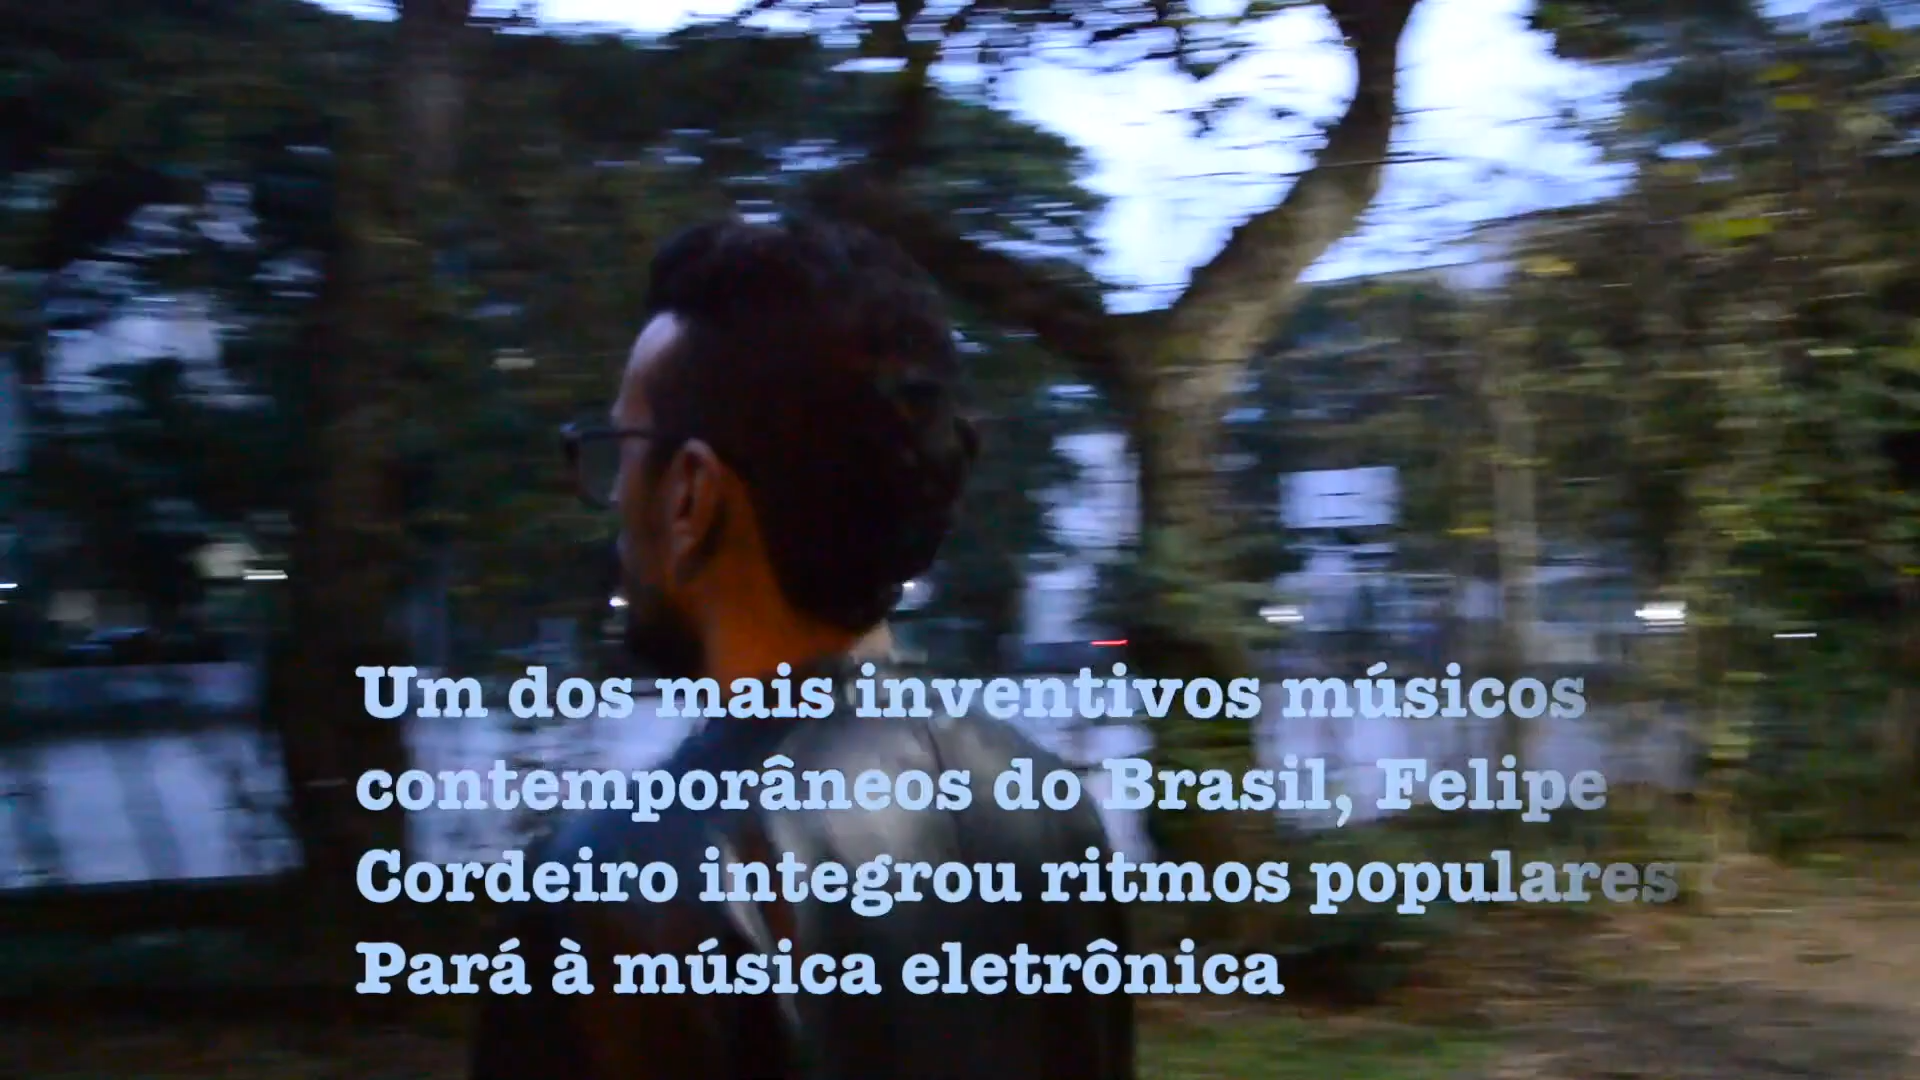 Um dos mais inventivos músicos
contemporâneos do Brasil, Felipe
Cordeiro integrou ritmos populares
Pará à música eletrônica